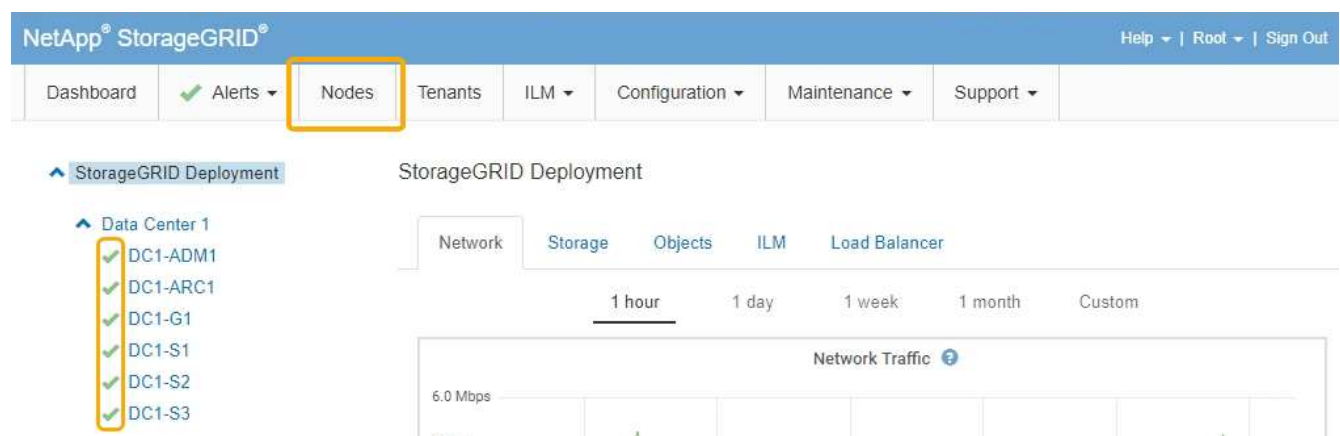 NetApp® StorageGRID®
Help | Root | Sign Out
Dashboard Alerts Nodes Tenants ILM Configuration Maintenance Support
StorageGRID Deployment
StorageGRID Deployment
Data Center 1
Network Storage Objects ILM Load Balancer
DC1-ADM1
DC1-ARC1
1 hour 1 day 1 week 1 month Custom
DC1-G1
DC1-S1
Network Traffic ?
DC1-S2
6.0 Mbps
DC1-S3